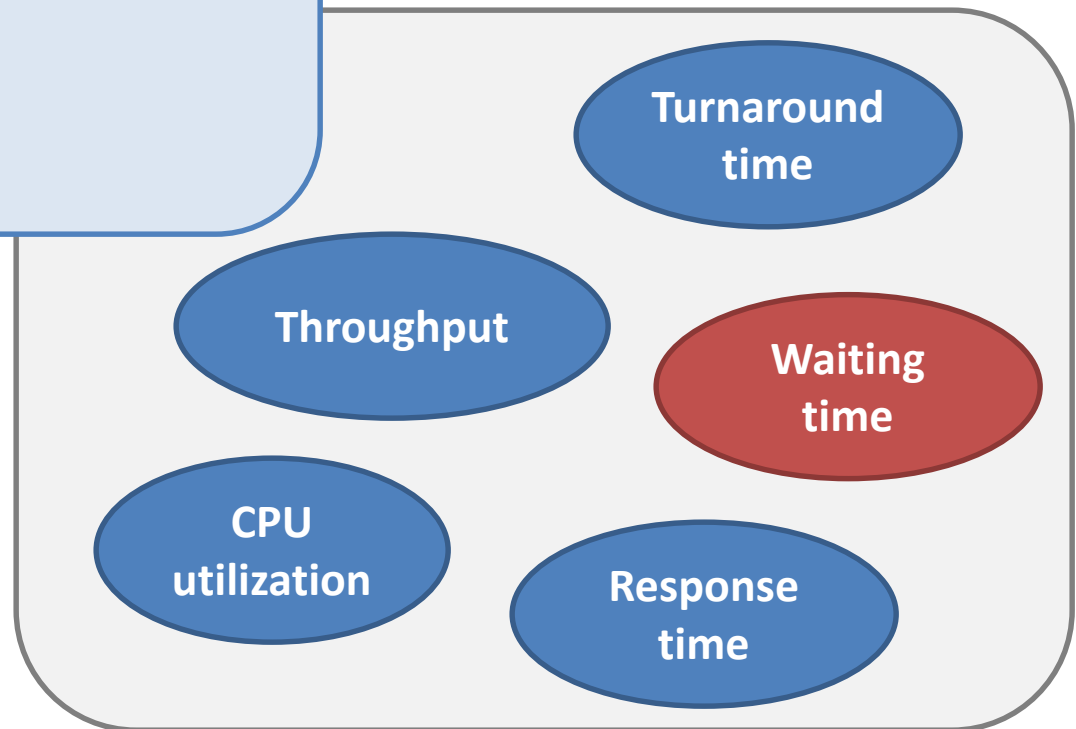 Turnaround
time
Throughput
Waiting
time
CPU
utilization
Response
time